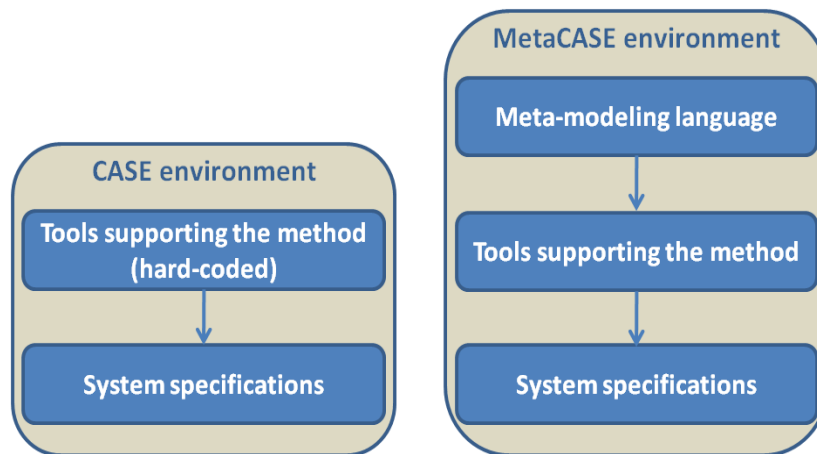 CASE environment
Tools supporting the method
(hard-coded)
System specifications
MetaCASE environment
Meta-modeling language
Tools supporting the method
System specifications